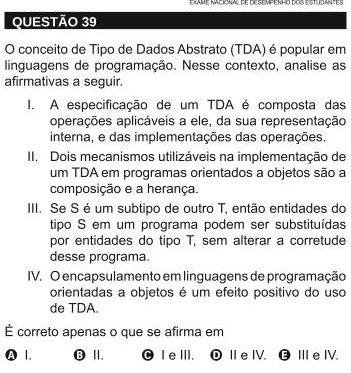 EXAME NACIONAL DE DESEMPENHO DOS ESTUDANTES
QUESTÃO 39
O conceito de Tipo de Dados Abstrato (TDA) é popular em
linguagens de programação. Nesse contexto, analise as
afirmativas a seguir.
I. A especificação de um TDA é composta das
operações aplicáveis a ele, da sua representação
interna, e das implementações das operações.
II. Dois mecanismos utilizáveis na implementação de
um TDA em programas orientados a objetos são a
composição e a herança.
III. Se S é um subtipo de outro T, então entidades do
tipo S em um programa podem ser substituídas
por entidades do tipo T, sem alterar a corretude
desse programa.
IV. O encapsulamento em linguagens de programação
orientadas a objetos é um efeito positivo do uso
de TDA.
É correto apenas o que se afirma em
A I. B II. C I e III. D II e IV. E III e IV.